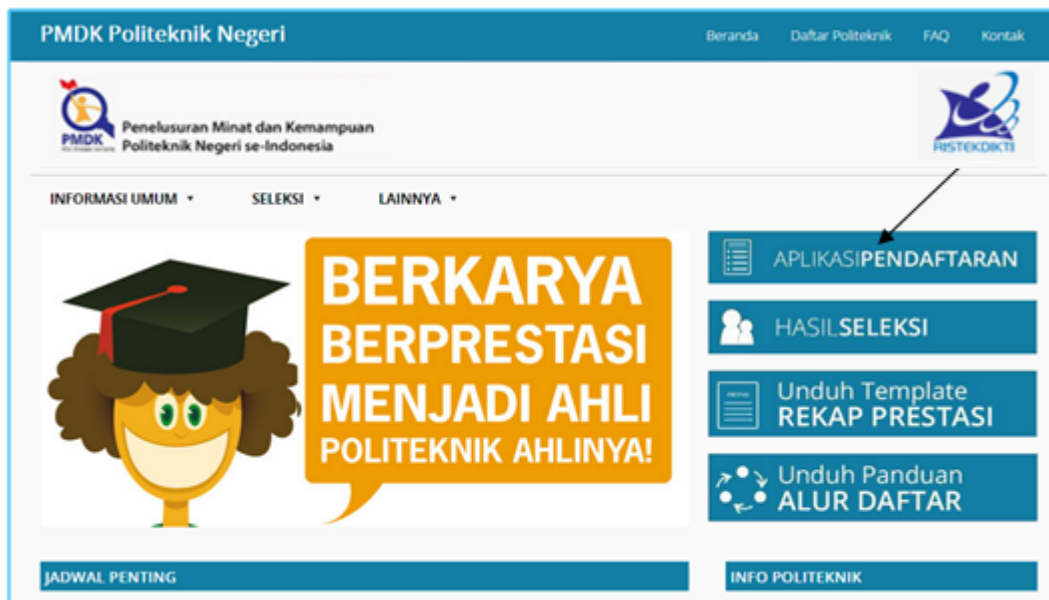 PMDK Politeknik Negeri
Beranda Daftar Politeknik FAQ Kontak
PMDK
Penelusuran Minat dan Kemampuan
Politeknik Negeri se-Indonesia
RISTEKDIKTI
INFORMASI UMUM SELEKSI LAINNYA
BERKARYA
BERPRESTASI
MENJADI AHLI
POLITEKNIK AHLINYA!
APLIKASIPENDAFTARAN
HASILSELEKSI
Unduh Template
REKAP PRESTASI
Unduh Panduan
ALUR DAFTAR
JADWAL PENTING
INFO POLITEKNIK